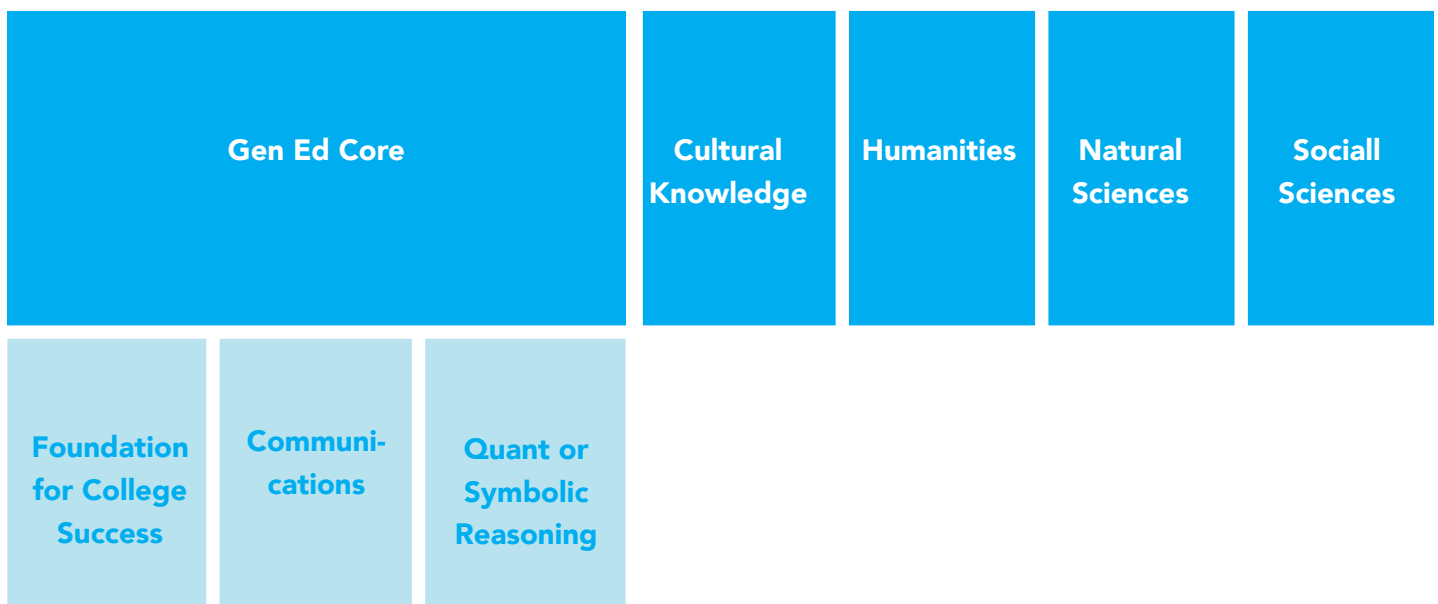 Gen Ed Core
Cultural
Knowledge
Humanities
Natural
Sciences
Sociall
Sciences
Foundation
for College
Success
Communi-
cations
Quant or
Symbolic
Reasoning